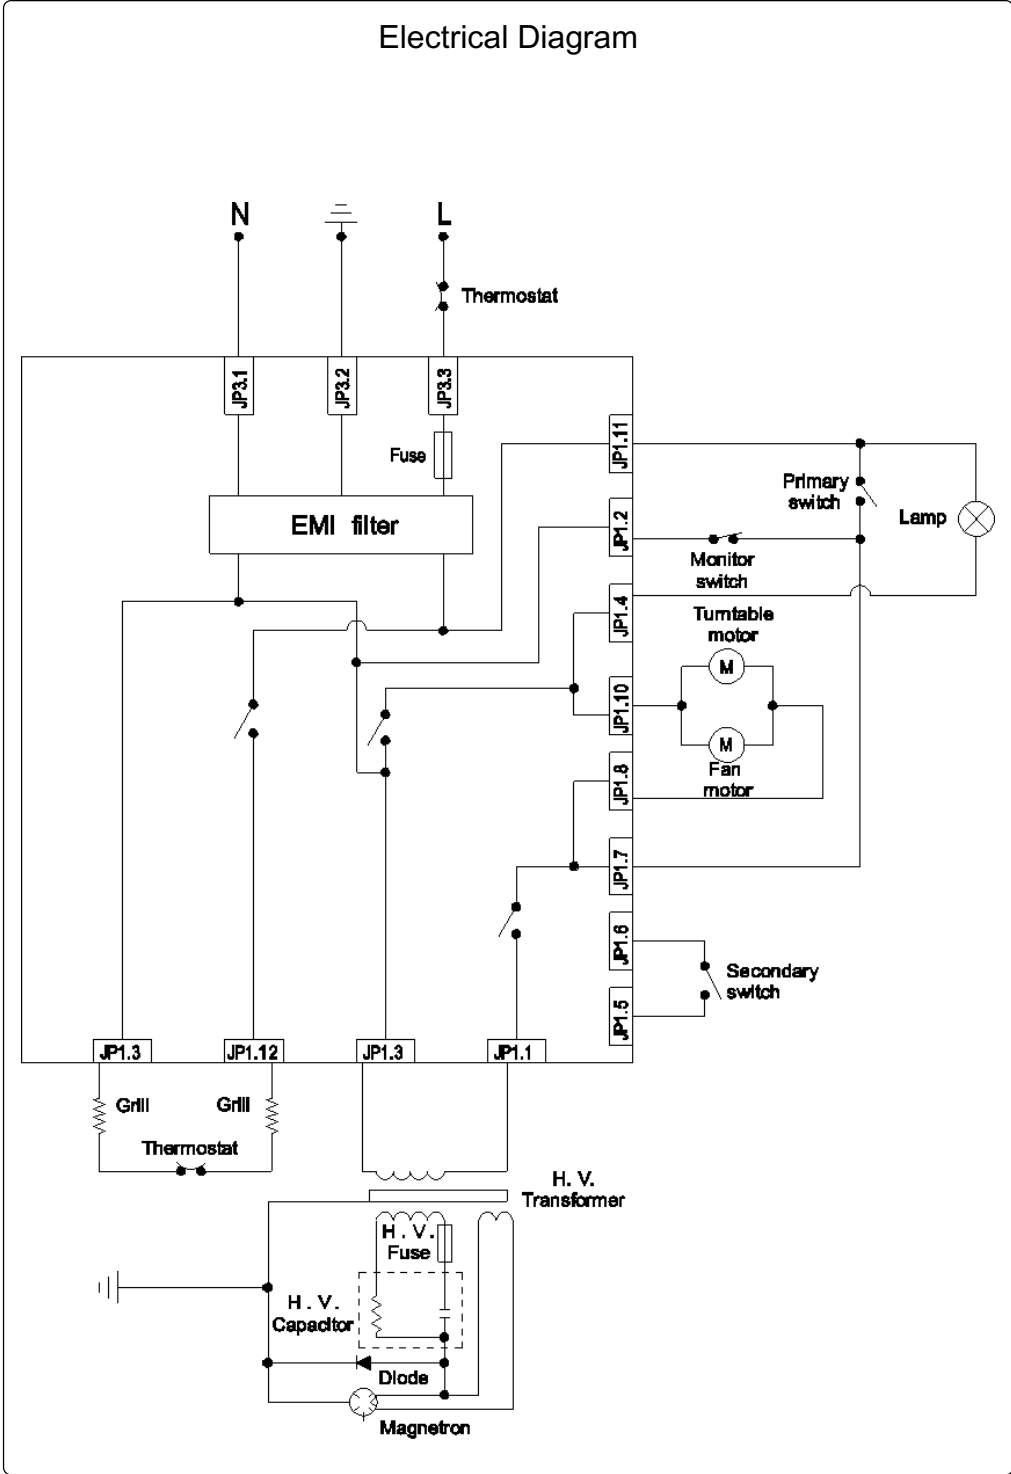 Electrical Diagram
N
L
Thermostat
JP3.1
JP3.2
JP3.3
Fuse
JP1.11
Primary
switch
Lamp
EMI filter
JP1.2
Monitor
switch
JP1.4
Turntable
motor
M
JP1.10
M
Fan
motor
JP1.8
JP1.7
JP1.6
Secondary
switch
JP1.5
JP1.3
JP1.12
JP1.3
JP1.1
Grill
Grill
Thermostat
H. V.
Transformer
H. V.
Fuse
H. V.
Capacitor
Diode
Magnetron